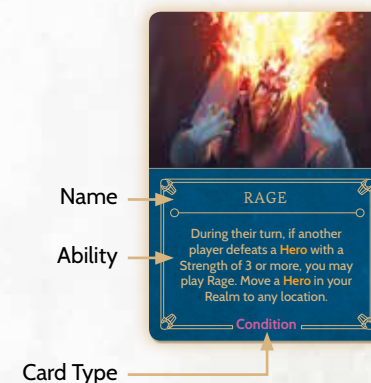 Name
RAGE
Ability
During their turn, if another
player defeats a Hero with a
Strength of 3 or more, you may
play Rage. Move a Hero in your
Realm to any location.
Condition
Card Type